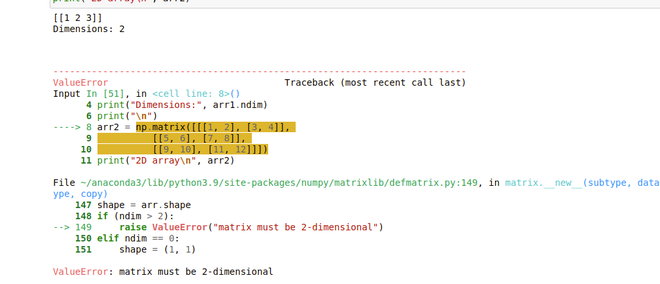 print("2D array\n", arr2)
[[1 2 3]]
Dimensions: 2
---------------------------------------------------------------------------
ValueError                                Traceback (most recent call last)
Input In [51], in <cell line: 8>()
      4 print("Dimensions:", arr1.ndim)
      6 print("\n")
----> 8 arr2 = np.matrix([[[1, 2], [3, 4]],
      9                   [[5, 6], [7, 8]],
     10                   [[9, 10], [11, 12]]])
     11 print("2D array\n", arr2)
File ~/anaconda3/lib/python3.9/site-packages/numpy/matrixlib/defmatrix.py:149, in matrix.__new__(subtype, data
ype, copy)
    147 shape = arr.shape
    148 if (ndim > 2):
--> 149     raise ValueError("matrix must be 2-dimensional")
    150 elif ndim == 0:
    151     shape = (1, 1)
ValueError: matrix must be 2-dimensional